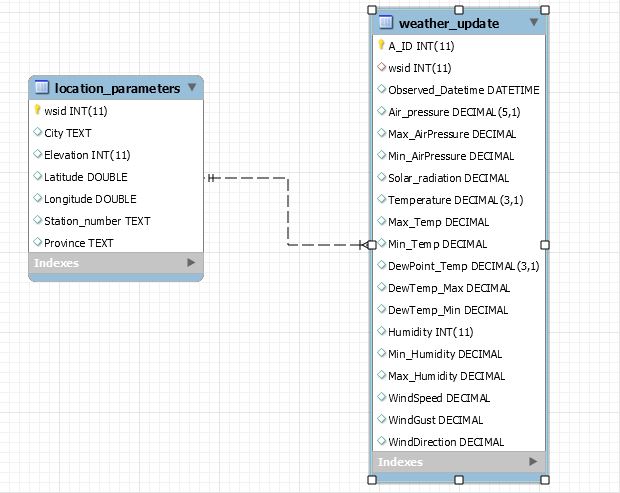 location_parameters
wsid INT(11)
City TEXT
Elevation INT(11)
Latitude DOUBLE
Longitude DOUBLE
Station_number TEXT
Province TEXT
Indexes
weather_update
A_ID INT(11)
wsid INT(11)
Observed_Datetime DATETIME
Air_pressure DECIMAL(5,1)
Max_AirPressure DECIMAL
Min_AirPressure DECIMAL
Solar_radiation DECIMAL
Temperature DECIMAL(3,1)
Max_Temp DECIMAL
Min_Temp DECIMAL
DewPoint_Temp DECIMAL(3,1)
DewTemp_Max DECIMAL
DewTemp_Min DECIMAL
Humidity INT(11)
Min_Humidity DECIMAL
Max_Humidity DECIMAL
WindSpeed DECIMAL
WindGust DECIMAL
WindDirection DECIMAL
Indexes